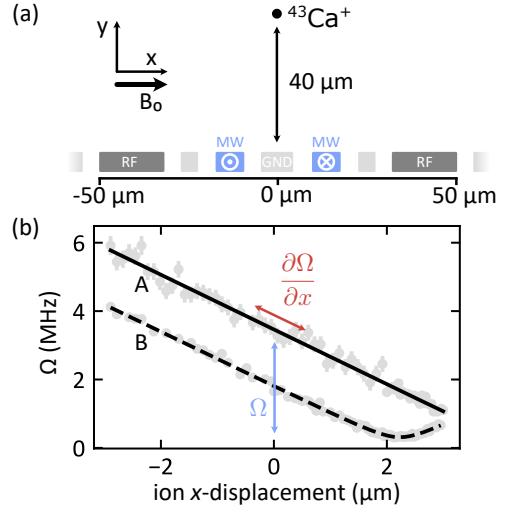 (a)
⁴³Ca⁺
y
x
B₀
40 μm
MW
MW
RF
GND
RF
-50 μm
0 μm
50 μm
(b)
6
4
2
0
Ω (MHz)
A
B
∂Ω
∂x
Ω
−2
0
2
ion x-displacement (μm)